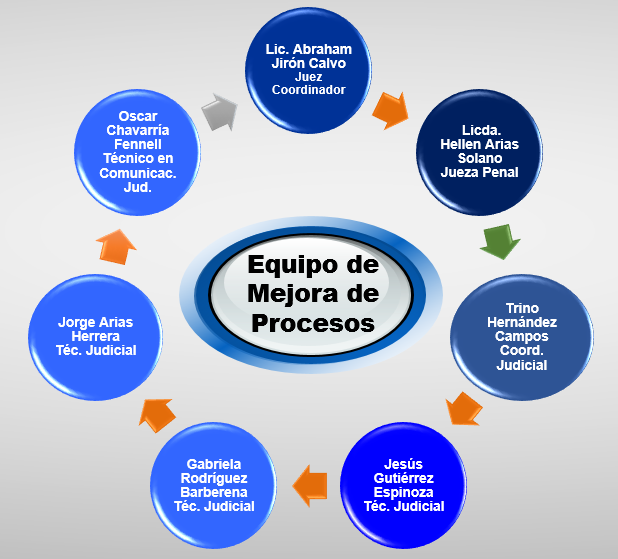 Lic. Abraham
Jirón Calvo
Juez
Coordinador
Licda.
Hellen Arias
Solano
Jueza Penal
Trino
Hernández
Campos
Coord.
Judicial
Jesús
Gutiérrez
Espinoza
Téc. Judicial
Gabriela
Rodríguez
Barberena
Téc. Judicial
Jorge Arias
Herrera
Téc. Judicial
Oscar
Chavarría
Fennell
Técnico en
Comunicac.
Jud.
Equipo de
Mejora de
Procesos